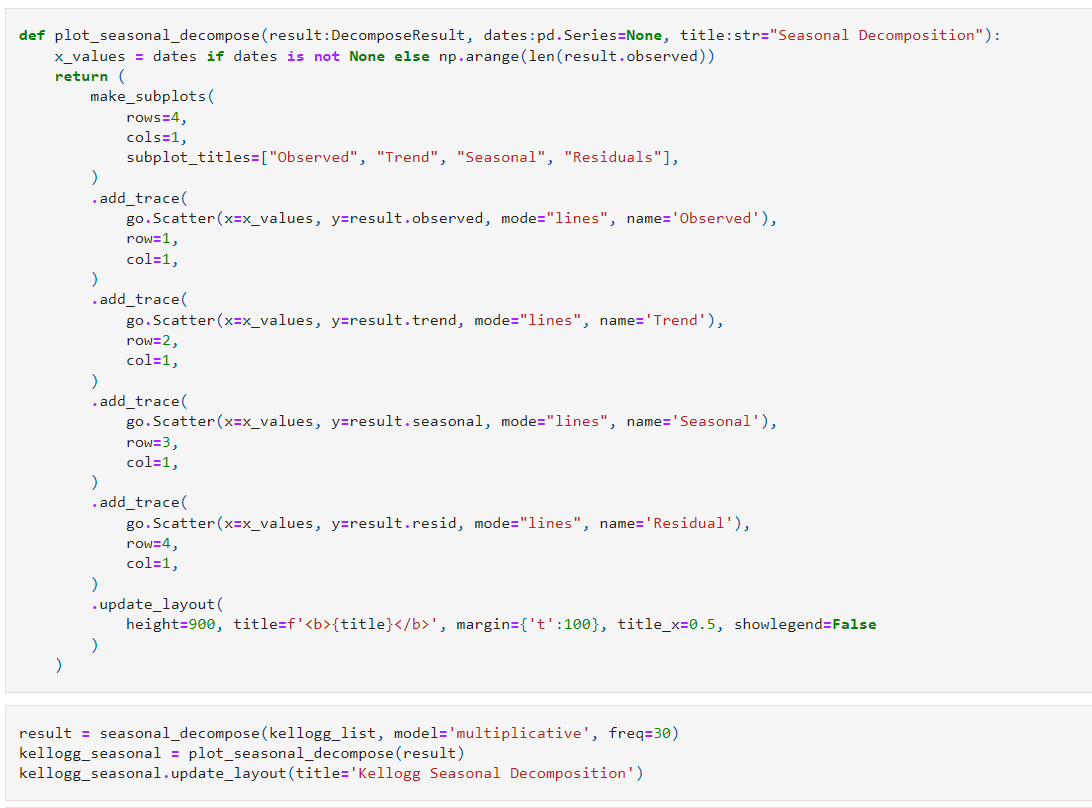 def plot_seasonal_decompose(result:DecomposeResult, dates:pd.Series=None, title:str="Seasonal Decomposition"):
    x_values = dates if dates is not None else np.arange(len(result.observed))
    return (
        make_subplots(
            rows=4,
            cols=1,
            subplot_titles=["Observed", "Trend", "Seasonal", "Residuals"],
        )
        .add_trace(
            go.Scatter(x=x_values, y=result.observed, mode="lines", name='Observed'),
            row=1,
            col=1,
        )
        .add_trace(
            go.Scatter(x=x_values, y=result.trend, mode="lines", name='Trend'),
            row=2,
            col=1,
        )
        .add_trace(
            go.Scatter(x=x_values, y=result.seasonal, mode="lines", name='Seasonal'),
            row=3,
            col=1,
        )
        .add_trace(
            go.Scatter(x=x_values, y=result.resid, mode="lines", name='Residual'),
            row=4,
            col=1,
        )
        .update_layout(
            height=900, title=f'<b>{title}</b>', margin={'t':100}, title_x=0.5, showlegend=False
        )
    )
result = seasonal_decompose(kellogg_list, model='multiplicative', freq=30)
kellogg_seasonal = plot_seasonal_decompose(result)
kellogg_seasonal.update_layout(title='Kellogg Seasonal Decomposition')